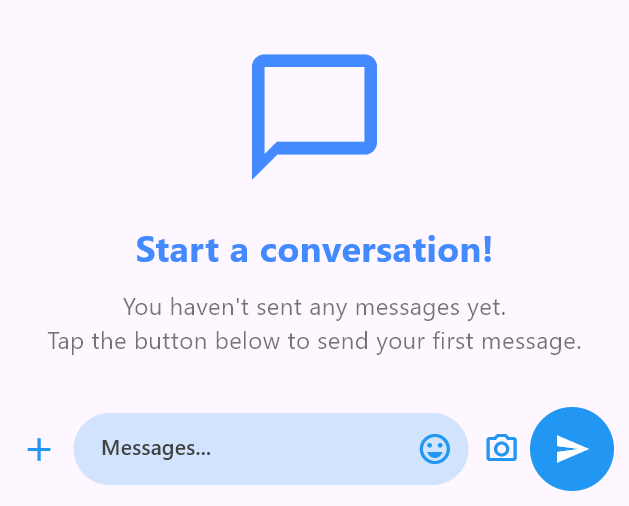 Start a conversation!
You haven't sent any messages yet.
Tap the button below to send your first message.
Messages...